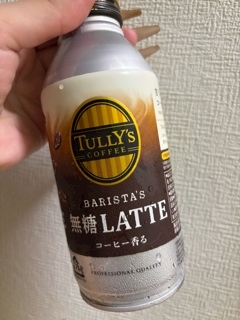 TULLY'S
COFFEE
BARISTA'S
無糖LATTE
コーヒー香る
PROFESSIONAL QUALITY